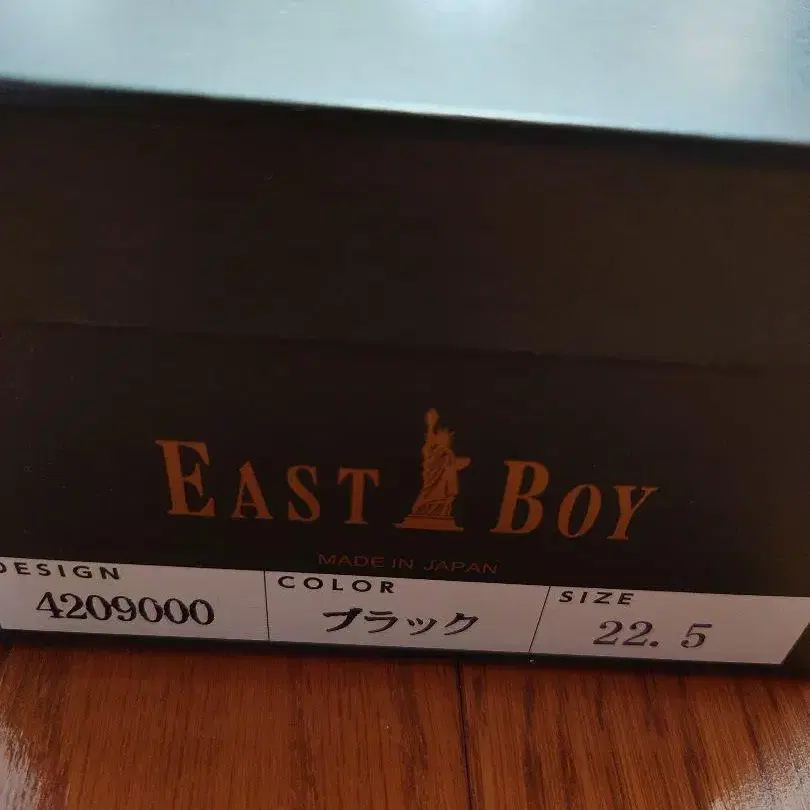 EAST BOY
MADE IN JAPAN
DESIGN COLOR SIZE
4209000 ブラック 22.5